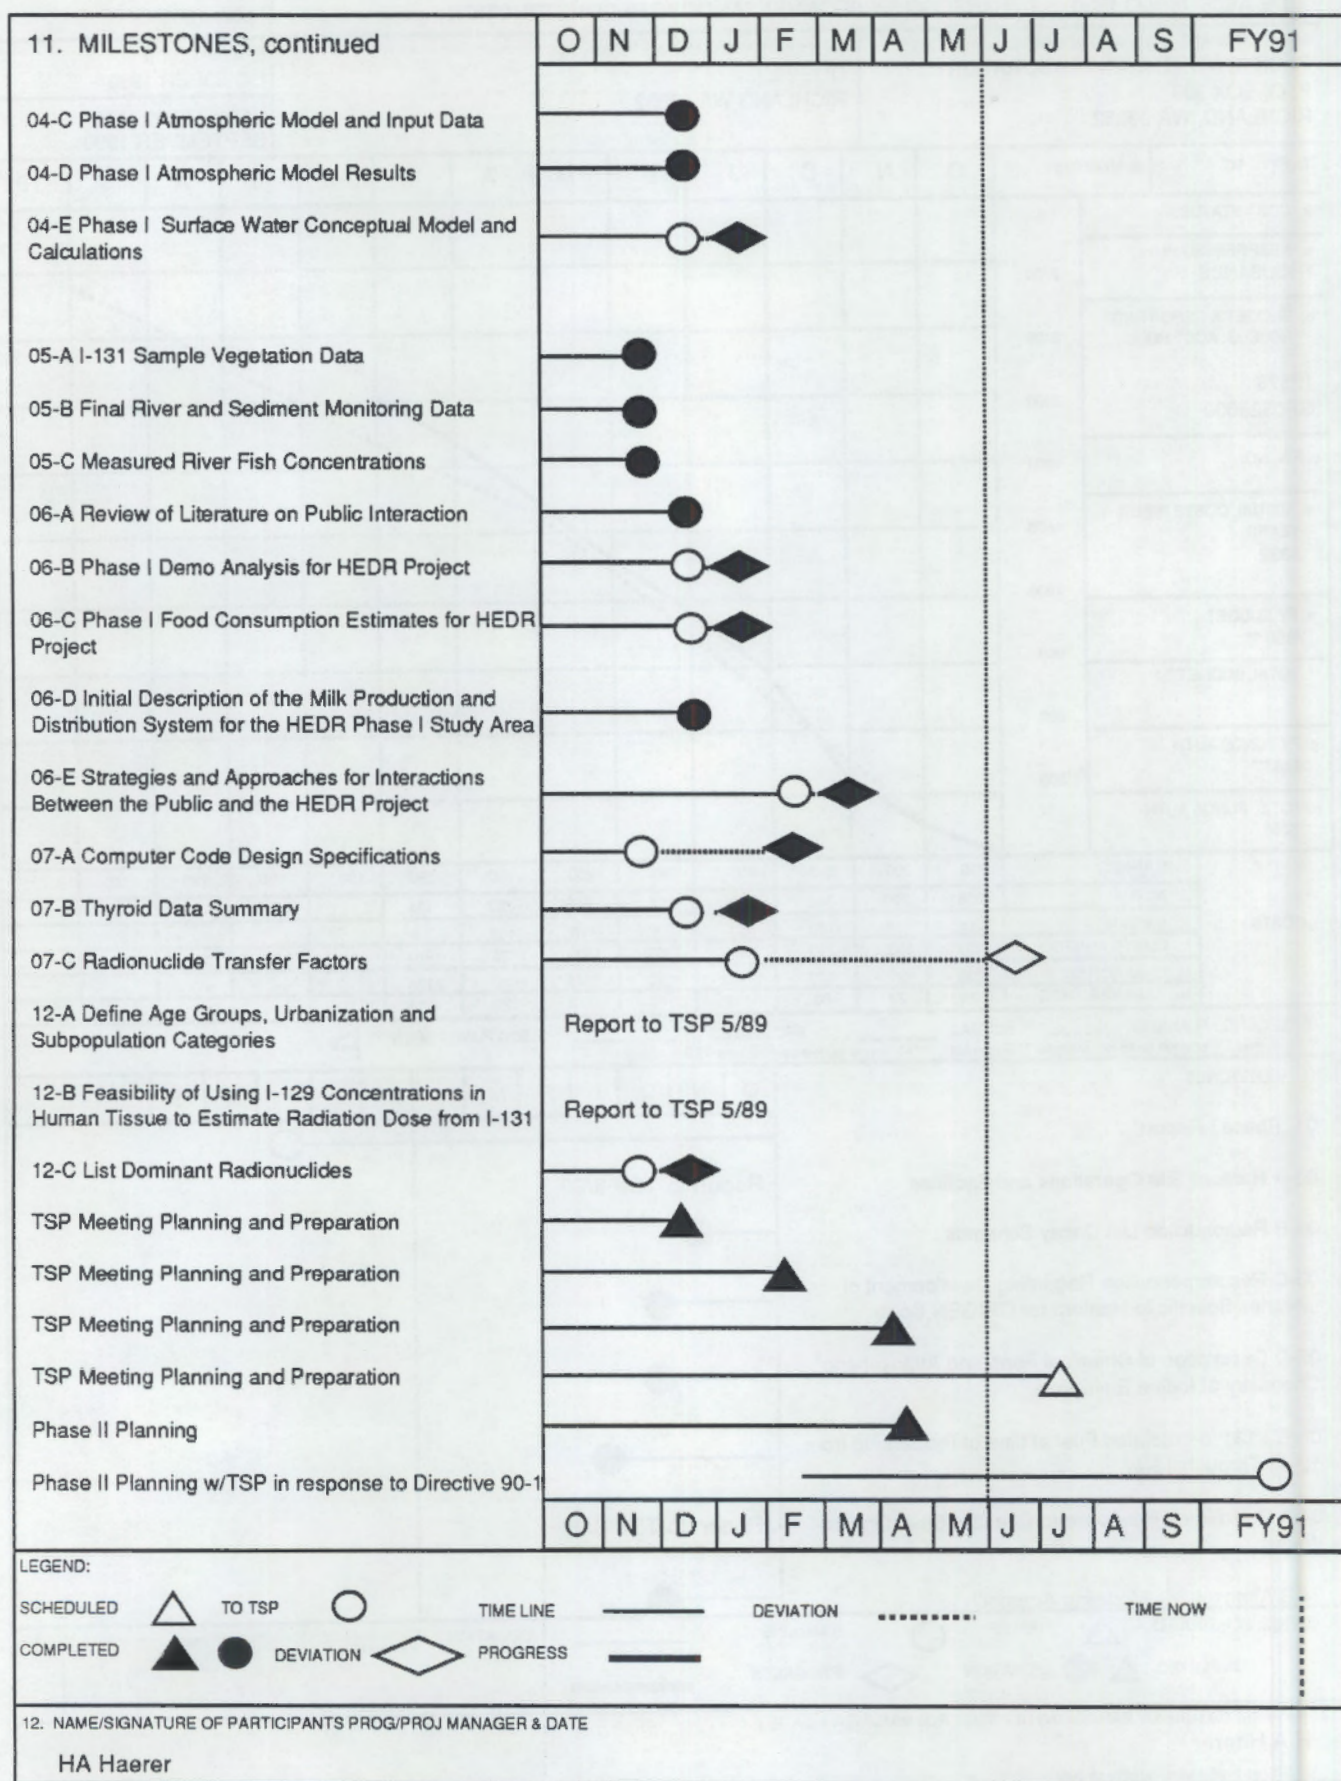 11. MILESTONES, continued
O N D J F M A M J J A S FY91
04-C Phase I Atmospheric Model and Input Data
04-D Phase I Atmospheric Model Results
04-E Phase I Surface Water Conceptual Model and
Calculations
05-A I-131 Sample Vegetation Data
05-B Final River and Sediment Monitoring Data
05-C Measured River Fish Concentrations
06-A Review of Literature on Public Interaction
06-B Phase I Demo Analysis for HEDR Project
06-C Phase I Food Consumption Estimates for HEDR
Project
06-D Initial Description of the Milk Production and
Distribution System for the HEDR Phase I Study Area
06-E Strategies and Approaches for Interactions
Between the Public and the HEDR Project
07-A Computer Code Design Specifications
07-B Thyroid Data Summary
07-C Radionuclide Transfer Factors
12-A Define Age Groups, Urbanization and
Subpopulation Categories
Report to TSP 5/89
12-B Feasibility of Using I-129 Concentrations in
Human Tissue to Estimate Radiation Dose from I-131
Report to TSP 5/89
12-C List Dominant Radionuclides
TSP Meeting Planning and Preparation
TSP Meeting Planning and Preparation
TSP Meeting Planning and Preparation
TSP Meeting Planning and Preparation
Phase II Planning
Phase II Planning w/TSP in response to Directive 90-1
O N D J F M A M J J A S FY91
LEGEND:
SCHEDULED TO TSP TIME LINE DEVIATION TIME NOW
COMPLETED DEVIATION PROGRESS
12. NAME/SIGNATURE OF PARTICIPANTS PROG/PROJ MANAGER & DATE
HA Haerer